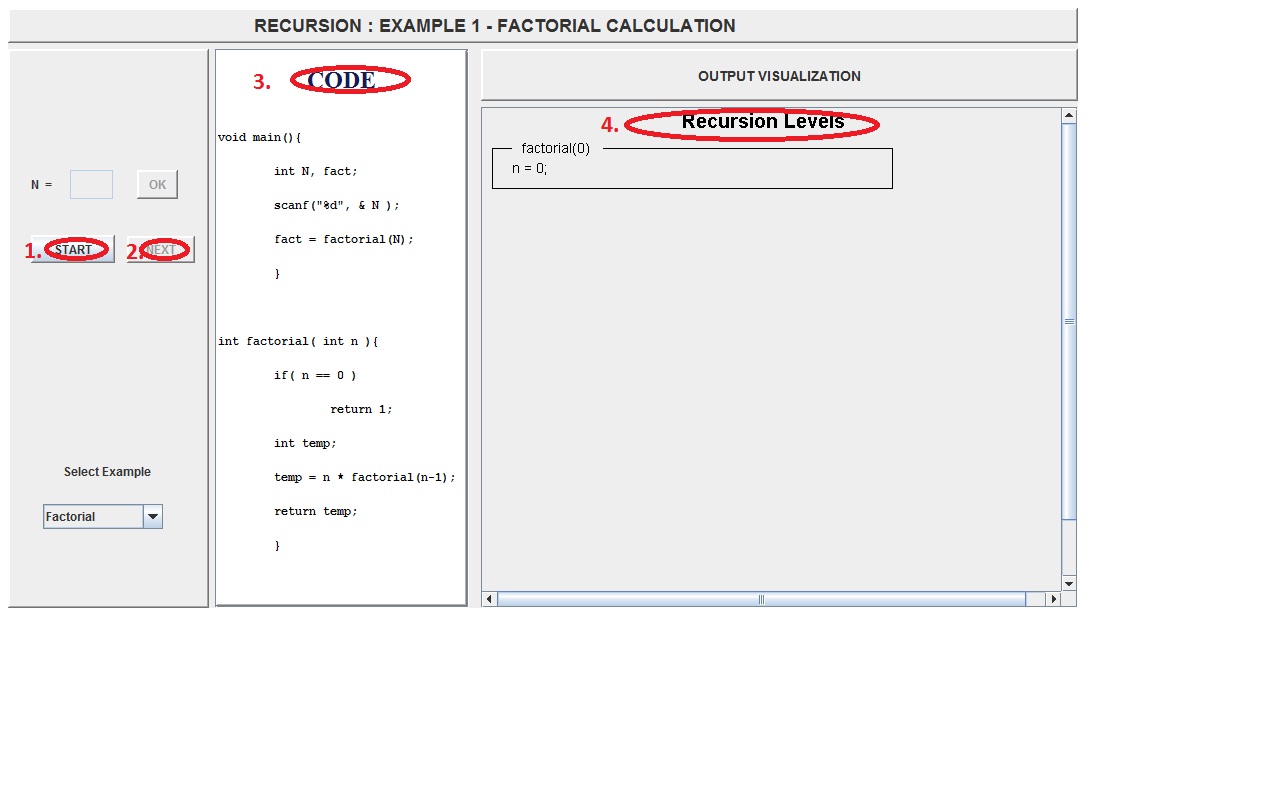 RECURSION : EXAMPLE 1 - FACTORIAL CALCULATION
N =
OK
1. START
2. NEXT
Select Example
Factorial
3. CODE
void main(){
int N, fact;
scanf("%d", & N );
fact = factorial(N);
}
int factorial( int n ){
if( n == 0 )
return 1;
int temp;
temp = n * factorial(n-1);
return temp;
}
OUTPUT VISUALIZATION
4. Recursion Levels
factorial(0)
n = 0;